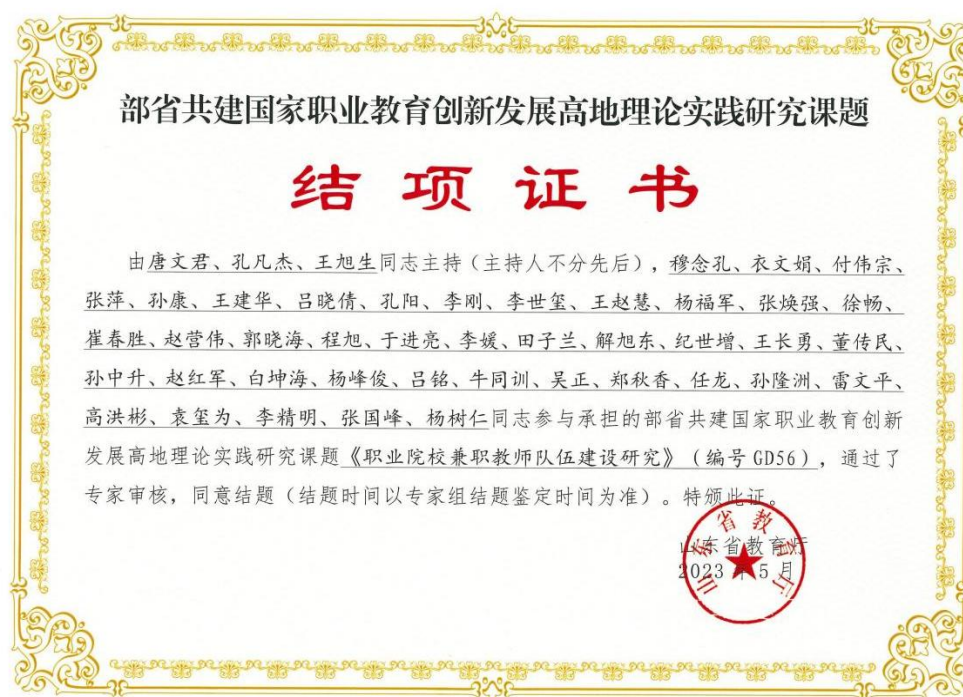 部省共建国家职业教育创新发展高地理论实践研究课题
结项证书
由唐文君、孔凡杰、王旭生同志主持（主持人不分先后），穆念孔、衣文娟、付伟宗、
张萍、孙康、王建华、吕晓倩、孔阳、李刚、李世玺、王赵慧、杨福军、张焕强、徐畅、
崔春胜、赵营伟、郭晓海、程旭、于进亮、李媛、田子兰、解旭东、纪世增、王长勇、董传民、
孙中升、赵红军、白坤海、杨峰俊、吕铭、牛同训、吴正、郑秋香、任龙、孙隆洲、雷文平、
高洪彬、袁玺为、李精明、张国峰、杨树仁同志参与承担的部省共建国家职业教育创新
发展高地理论实践研究课题《职业院校兼职教师队伍建设研究》（编号GD56），通过了
专家审核，同意结题（结题时间以专家组结题鉴定时间为准）。特颁此证。
山东省教育厅
2023年5月
山东省教育厅